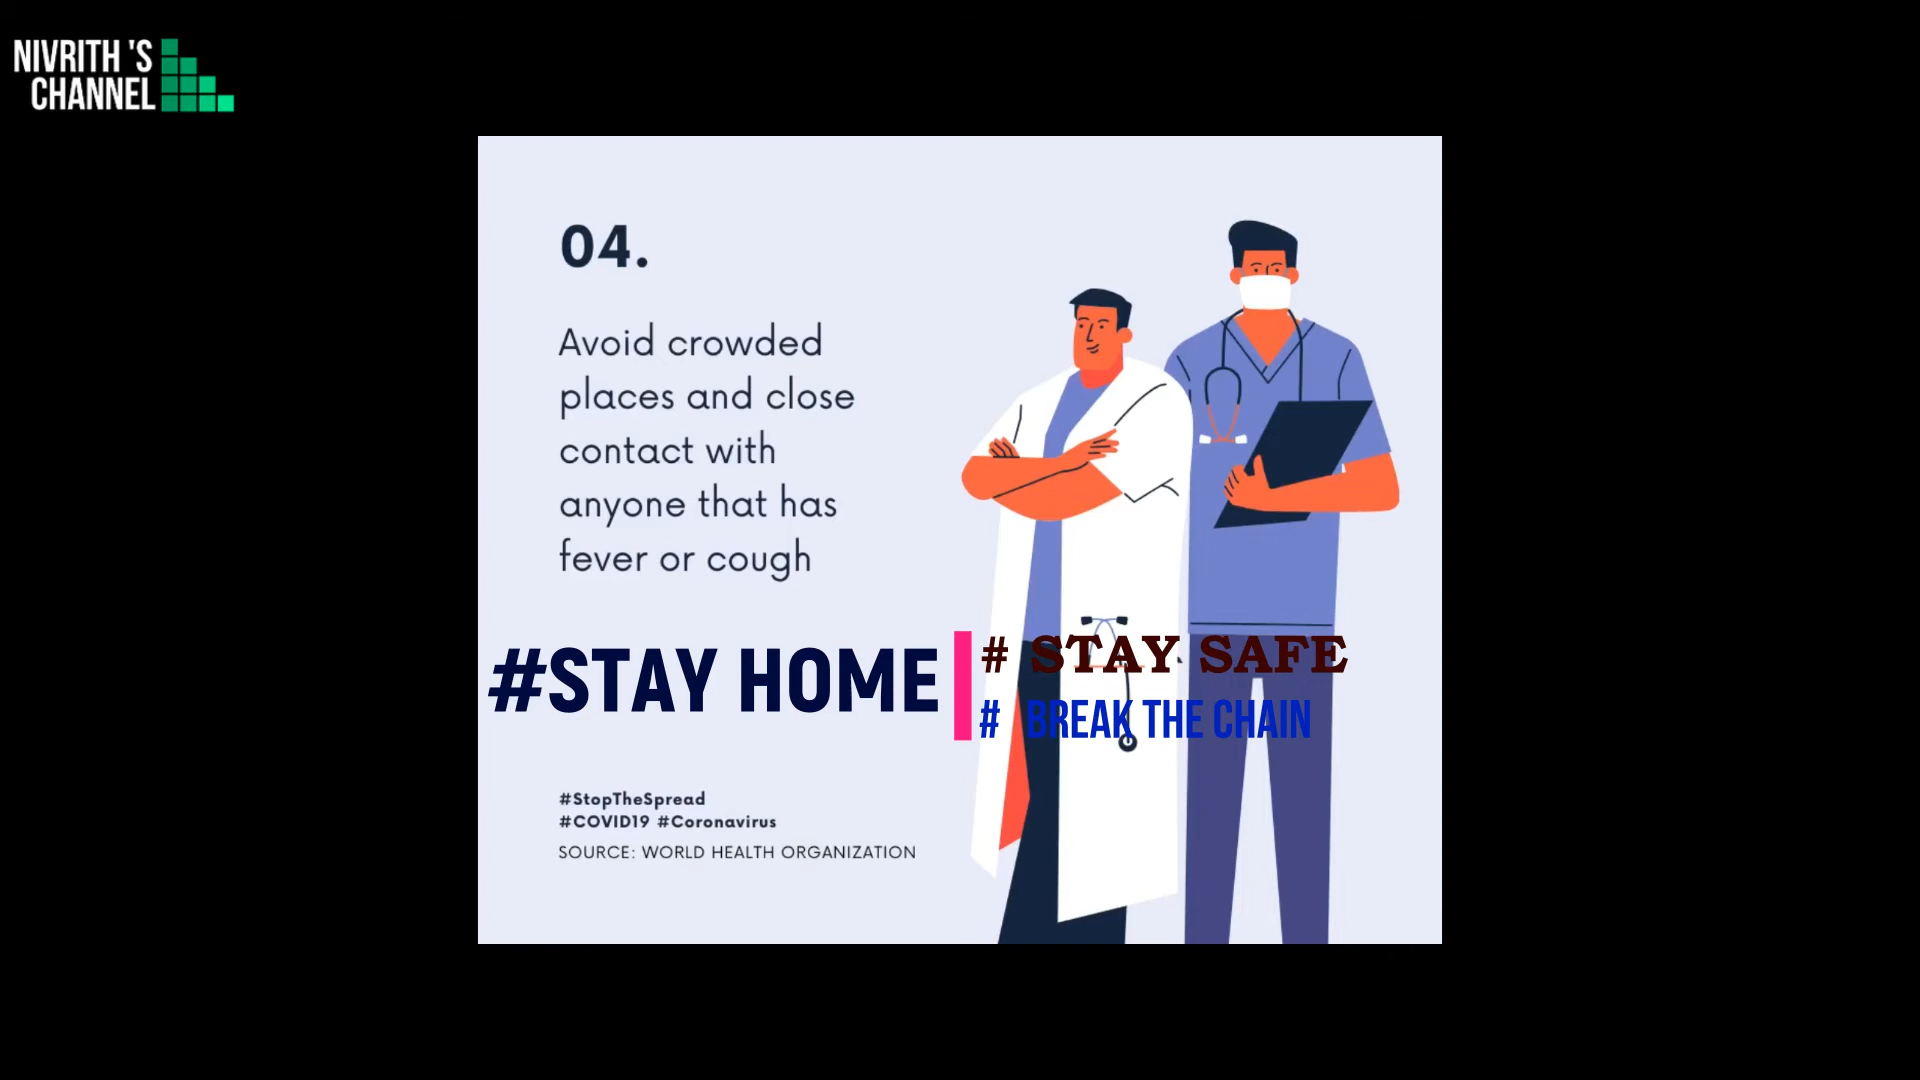 NIVRITH 'S
CHANNEL
04.
Avoid crowded
places and close
contact with
anyone that has
fever or cough
#STAY HOME
# STAY SAFE
# BREAK THE CHAIN
#StopTheSpread
#COVID19 #Coronavirus
SOURCE: WORLD HEALTH ORGANIZATION